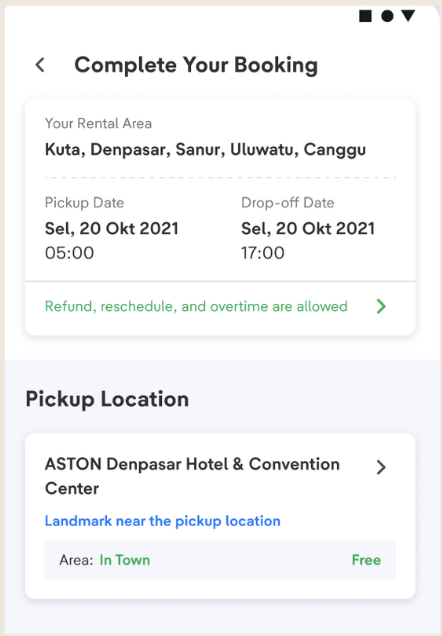 Complete Your Booking
Your Rental Area
Kuta, Denpasar, Sanur, Uluwatu, Canggu
Pickup Date
Drop-off Date
Sel, 20 Okt 2021
Sel, 20 Okt 2021
05:00
17:00
Refund, reschedule, and overtime are allowed
Pickup Location
ASTON Denpasar Hotel & Convention
Center
Landmark near the pickup location
Area: In Town
Free